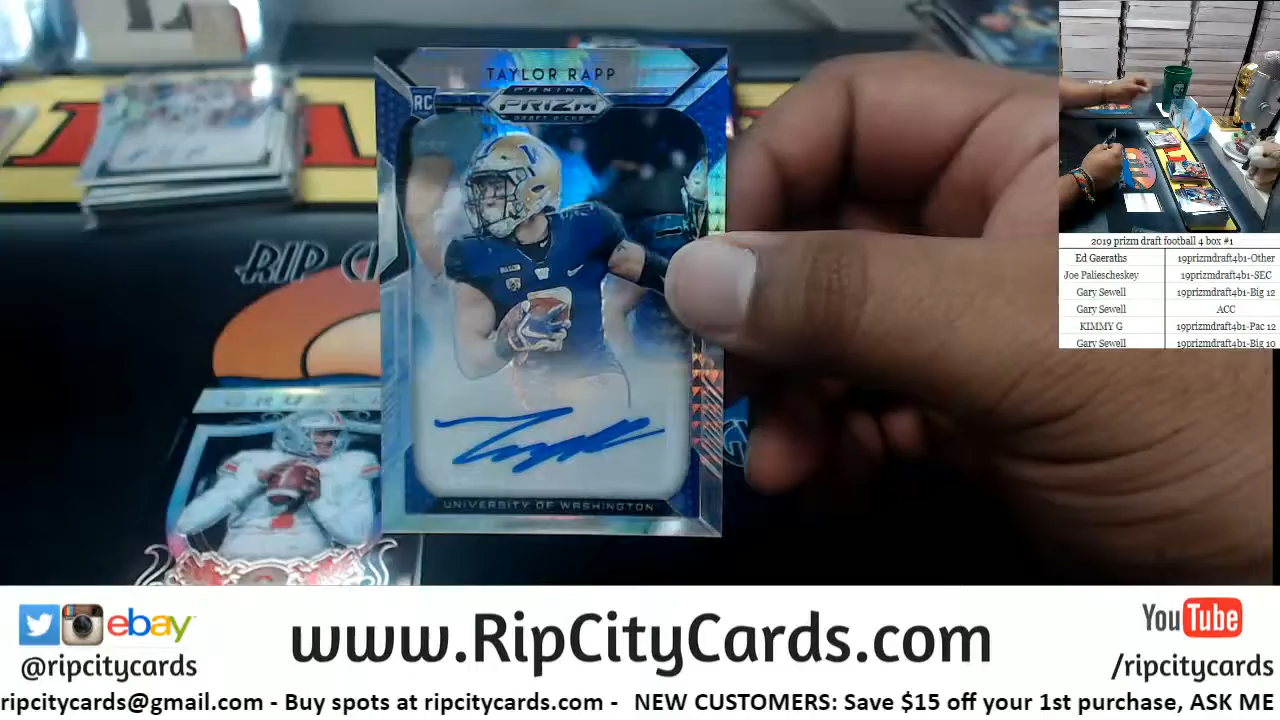 TAYLOR RAPP
RC
PANINI
PRIZM
DRAFT PICKS
UNIVERSITY OF WASHINGTON
RIP
2019 prizm draft football 4 box #1
Ed Gaeraths 19prizmdraft4b1-Other
Joe Paliescheskey 19prizmdraft4b1-SEC
Gary Sewell 19prizmdraft4b1-Big 12
Gary Sewell ACC
KIMMY G 19prizmdraft4b1-Pac 12
Gary Sewell 19prizmdraft4b1-Big 10
ebay
@ripcitycards
www.RipCityCards.com
YouTube
/ripcitycards
ripcitycards@gmail.com - Buy spots at ripcitycards.com - NEW CUSTOMERS: Save $15 off your 1st purchase, ASK ME